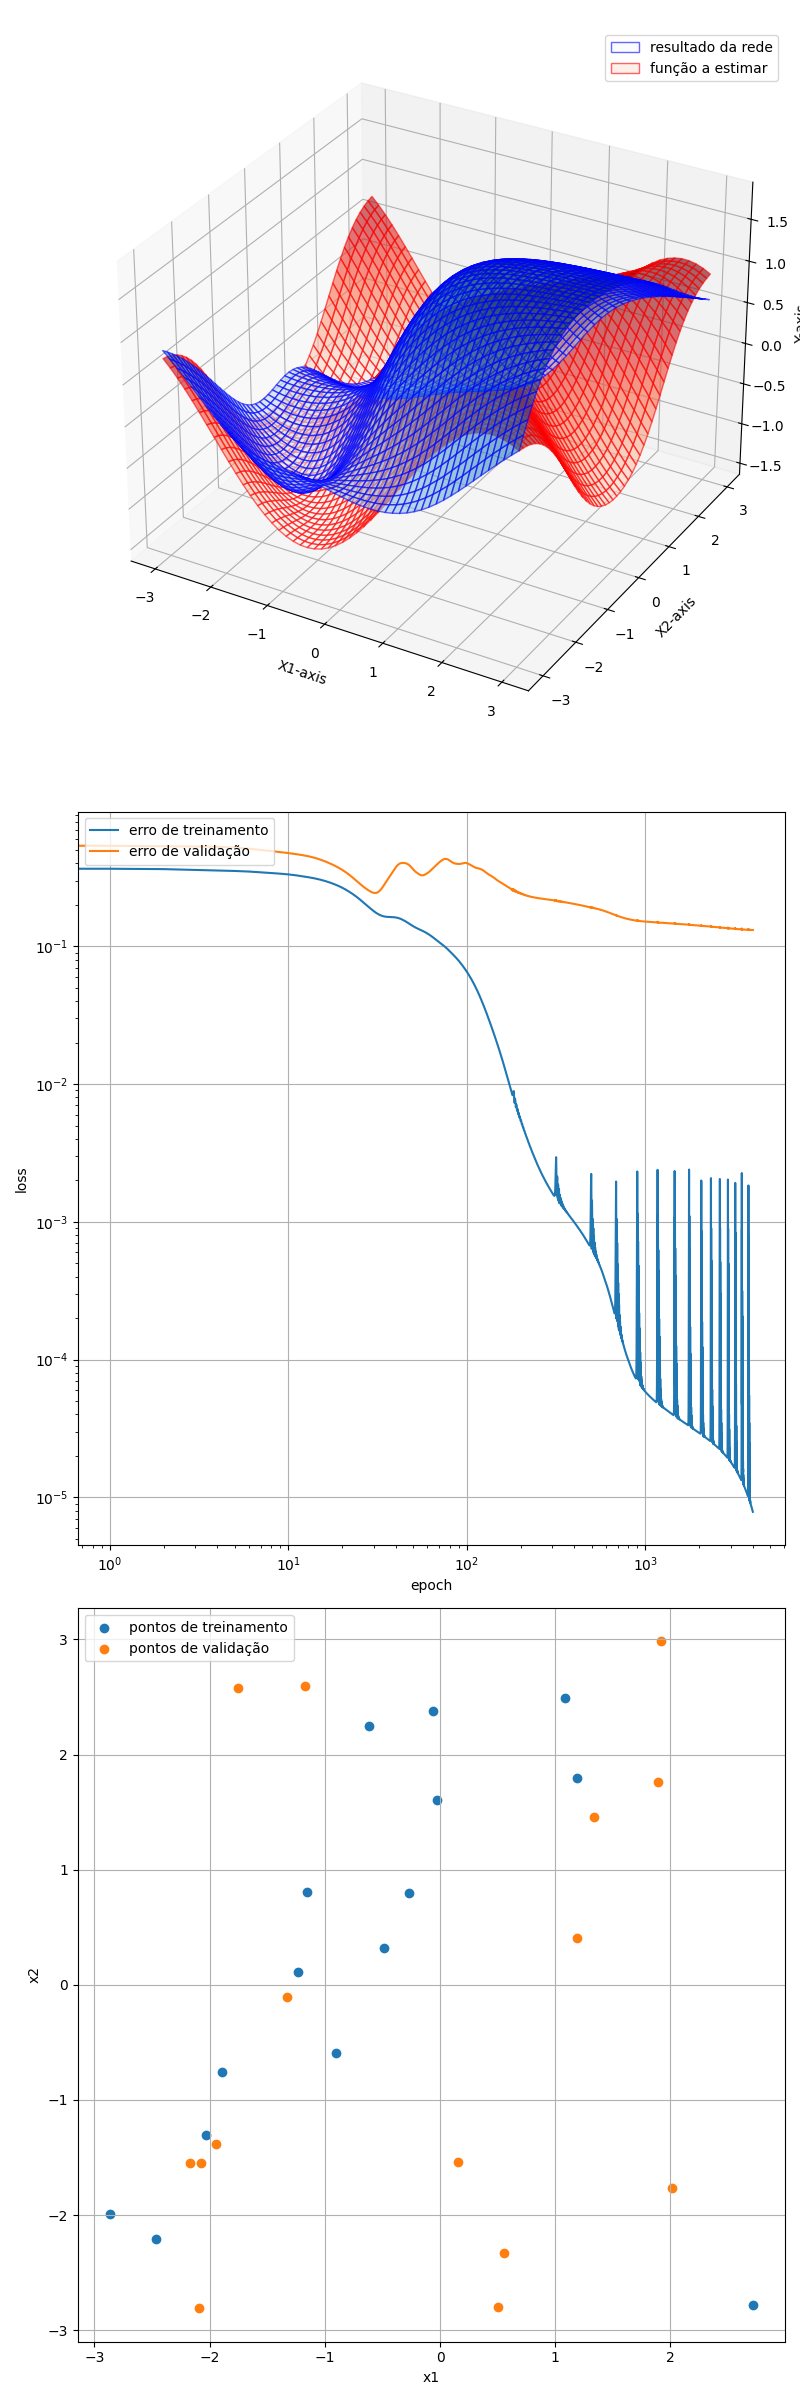 resultado da rede
função a estimar
1.5
1.0
0.5
0.0
−0.5
−1.0
−1.5
3
2
1
0
−1
−2
−3
X2-axis
−3
−2
−1
0
1
2
3
X1-axis
erro de treinamento
erro de validação
10⁻¹
10⁻²
10⁻³
10⁻⁴
10⁻⁵
loss
10⁰ 10¹ 10² 10³
epoch
pontos de treinamento
pontos de validação
3
2
1
0
−1
−2
−3
x2
−3 −2 −1 0 1 2
x1